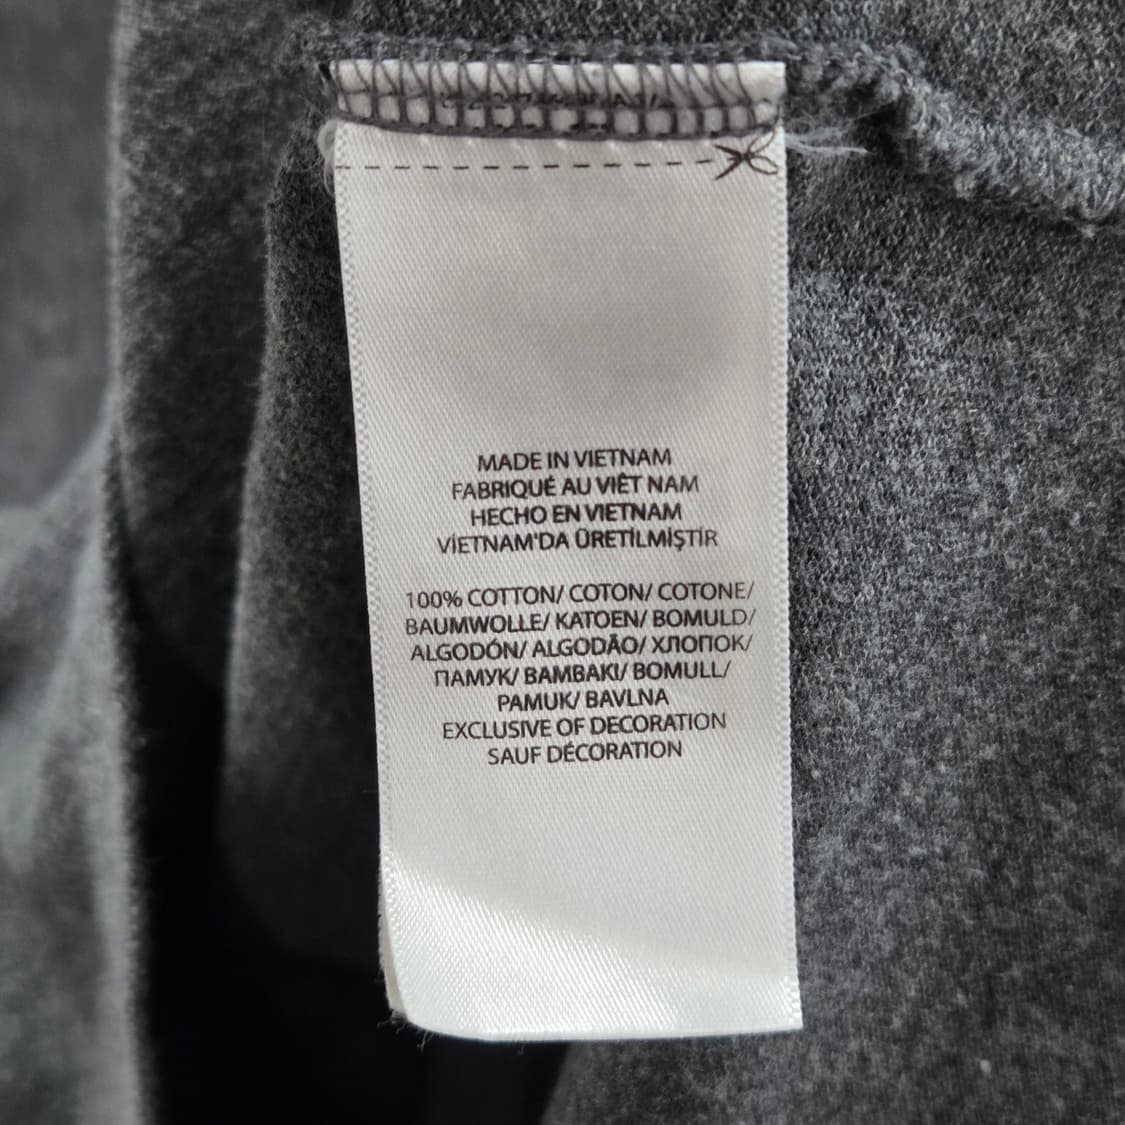 MADE IN VIETNAM
FABRIQUÉ AU VIÊT NAM
HECHO EN VIETNAM
VİETNAM'DA ÜRETİLMİŞTİR
100% COTTON/ COTON/ COTONE/
BAUMWOLLE/ KATOEN/ BOMULD/
ALGODÓN/ ALGODÃO/ ХЛОПОК/
ПАМУК/ BAMBAKI/ BOMULL/
PAMUK/ BAVLNA
EXCLUSIVE OF DECORATION
SAUF DÉCORATION